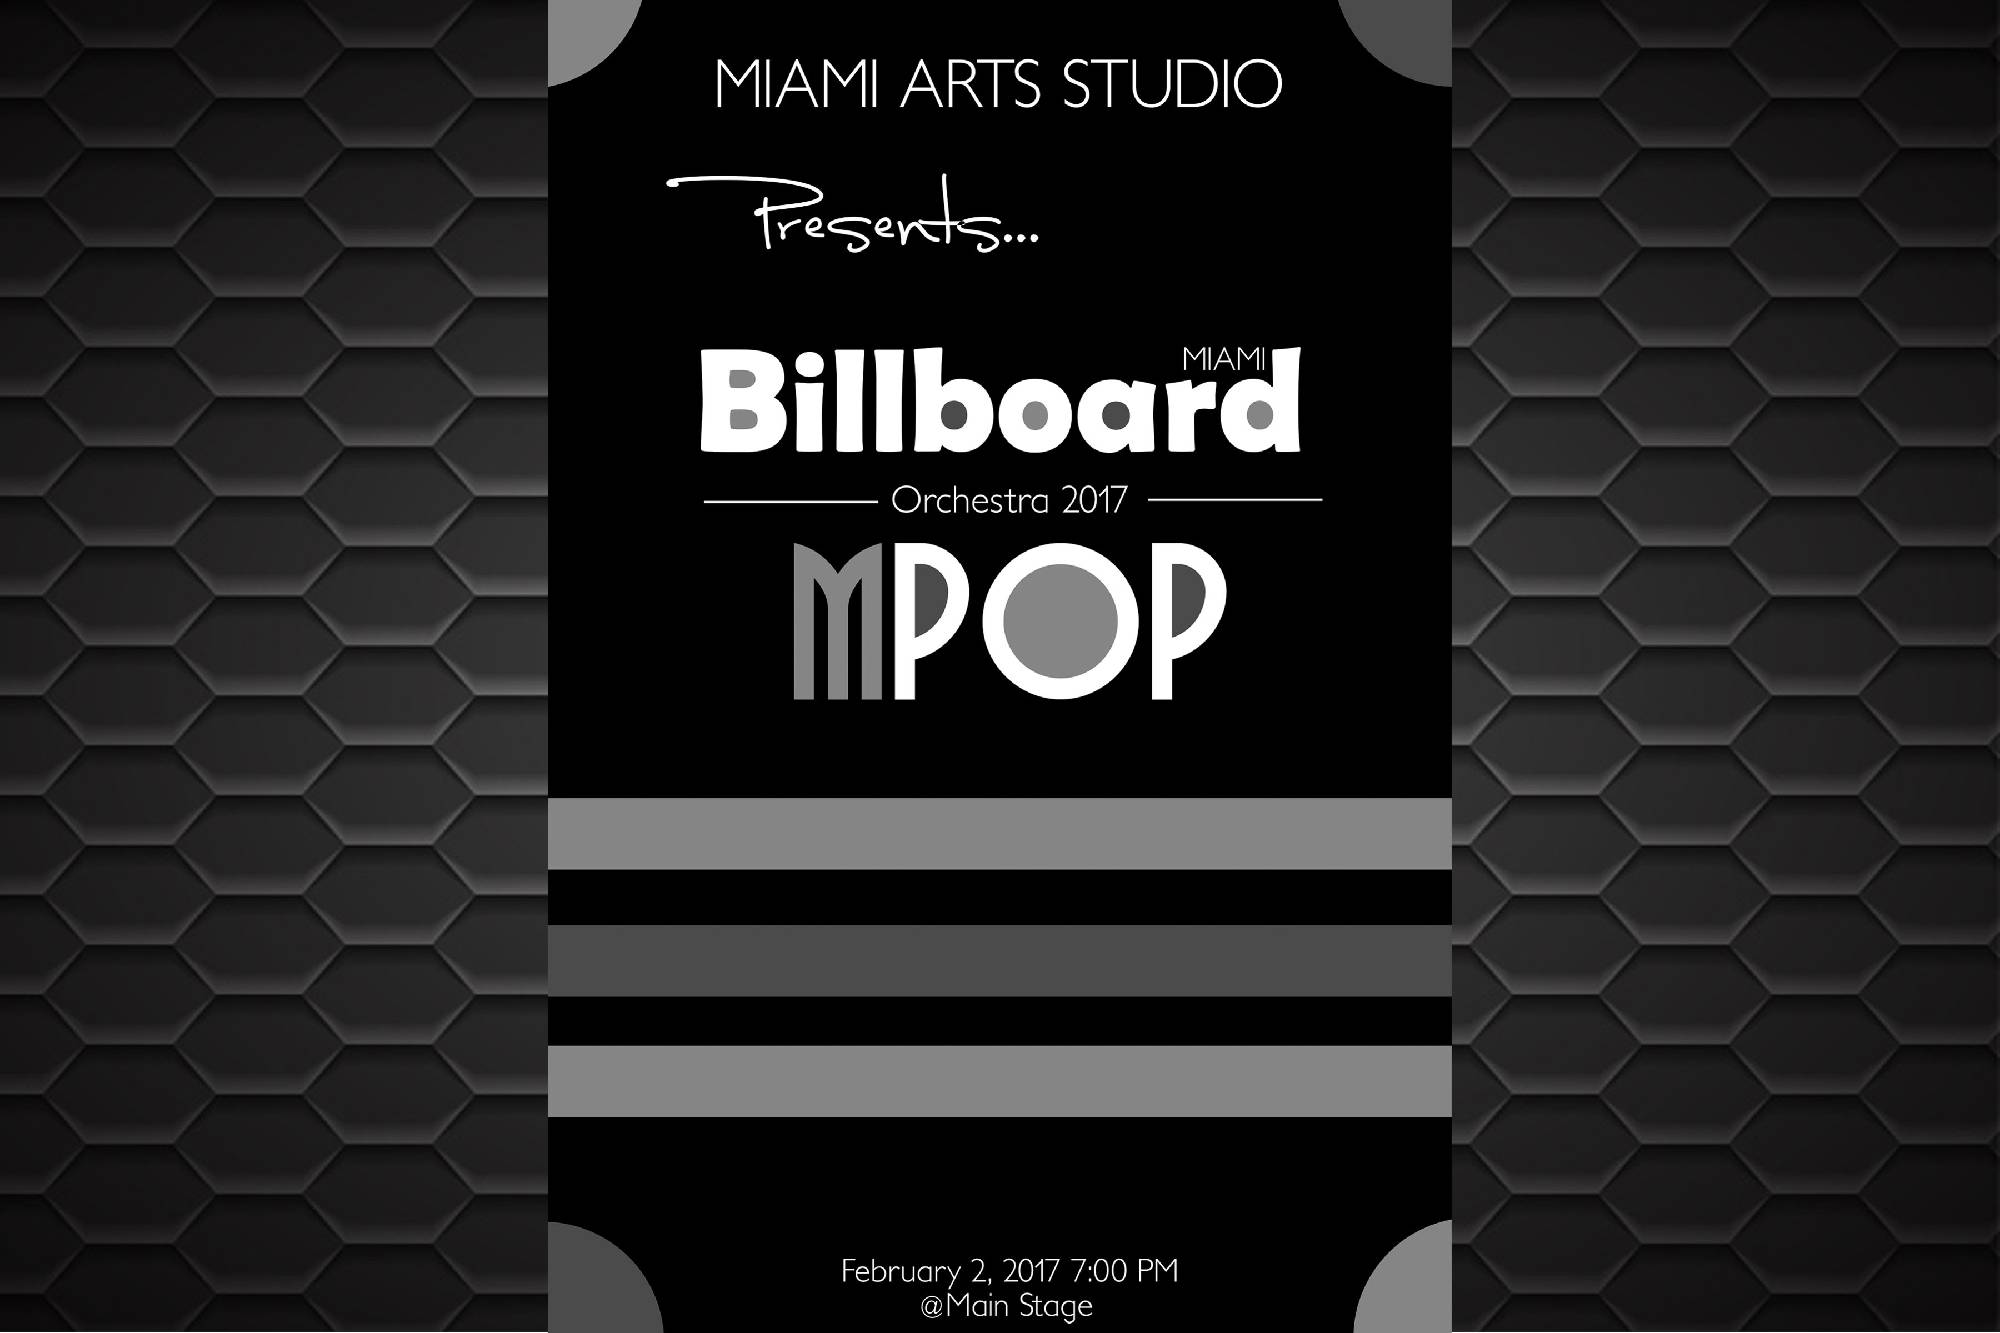 MIAMI ARTS STUDIO
Presents...
MIAMI
Billboard
Orchestra 2017
MPOP
February 2, 2017 7:00 PM
@Main Stage